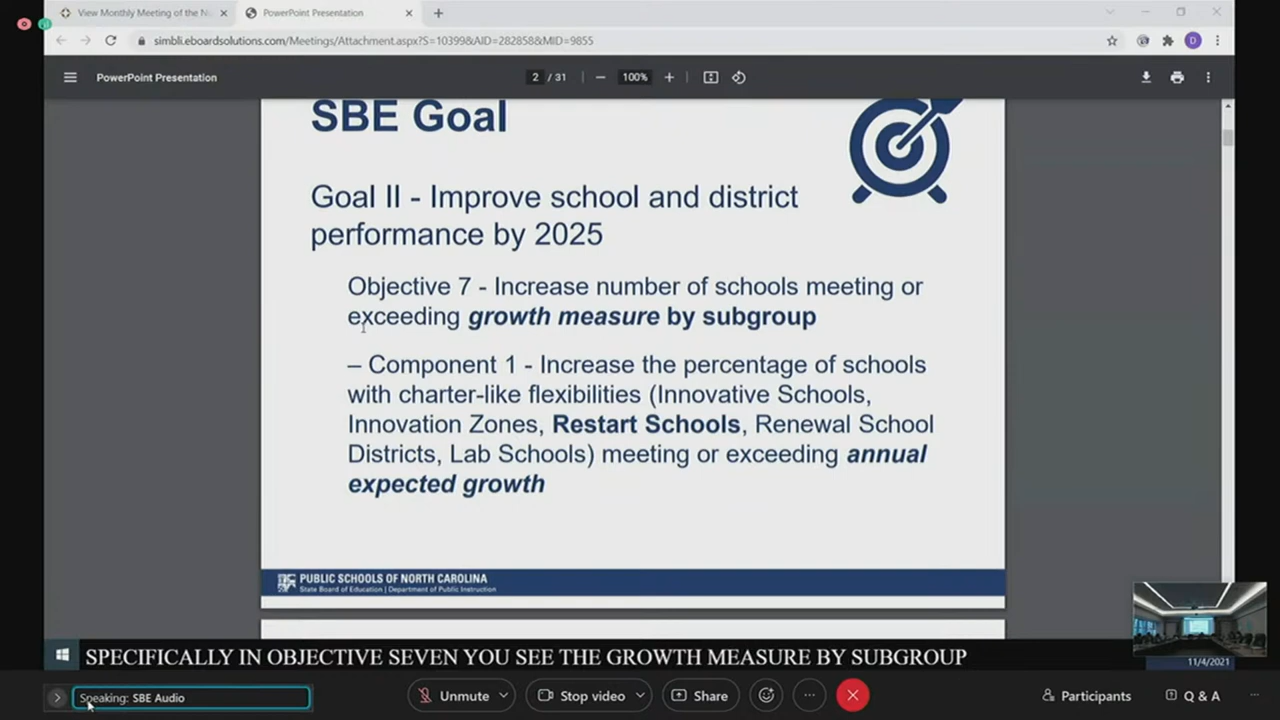 View Monthly Meeting of the N
PowerPoint Presentation
simbli.eboardsolutions.com/Meetings/Attachment.aspx?S=10399&AID=282858&MID=9855
D
PowerPoint Presentation
2 / 31
100%
SBE Goal
Goal II - Improve school and district
performance by 2025
Objective 7 - Increase number of schools meeting or
exceeding growth measure by subgroup
– Component 1 - Increase the percentage of schools
with charter-like flexibilities (Innovative Schools,
Innovation Zones, Restart Schools, Renewal School
Districts, Lab Schools) meeting or exceeding annual
expected growth
PUBLIC SCHOOLS OF NORTH CAROLINA
State Board of Education | Department of Public Instruction
SPECIFICALLY IN OBJECTIVE SEVEN YOU SEE THE GROWTH MEASURE BY SUBGROUP
11/4/2021
Speaking: SBE Audio
Unmute
Stop video
Share
Participants
Q & A